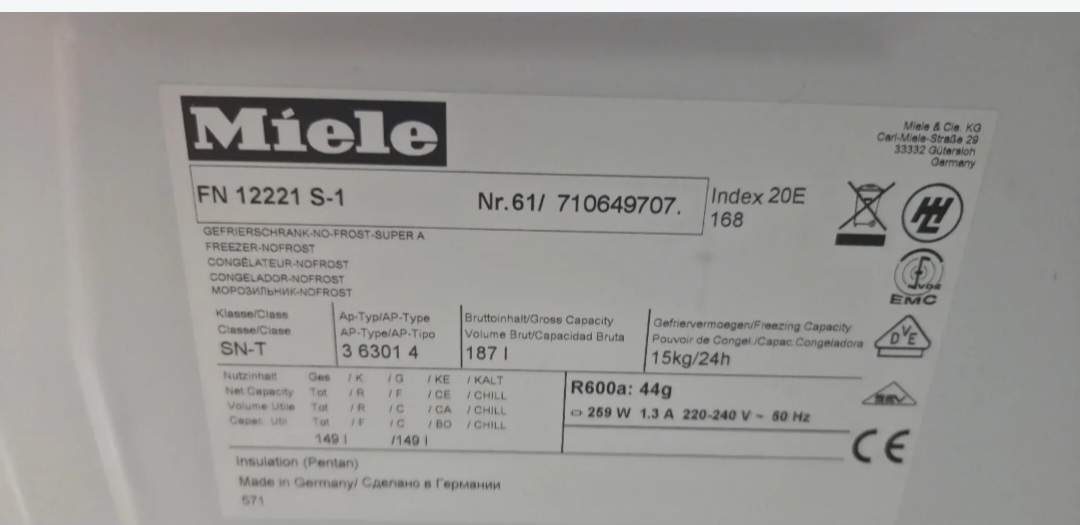 Miele
Miele & Cie. KG
Carl-Miele-Straße 29
33332 Gütersloh
Germany
FN 12221 S-1 Nr.61/ 710649707. Index 20E
168
GEFRIERSCHRANK-NO-FROST-SUPER A
FREEZER-NOFROST
CONGÉLATEUR-NOFROST
CONGELADOR-NOFROST
МОРОЗИЛЬНИК-NOFROST
VDE
EMC
DVE
Klasse/Class Ap-Typ/AP-Type Bruttoinhalt/Gross Capacity Gefriervermoegen/Freezing Capacity
Classe/Clase AP-Type/AP-Tipo Volume Brut/Capacidad Bruta Pouvoir de Congel./Capac.Congeladora
SN-T 3 6301 4 187 l 15kg/24h
Nutzinhalt Ges / K / G / KE / KALT
Net Capacity Tot / R / F / CE / CHILL
Volume Utile Tot / R / C / CA / CHILL
Capac. Util Tot / F / C / BO / CHILL
149 l /149 l
R600a: 44g
259 W 1.3 A 220-240 V ~ 50 Hz
CE
Insulation (Pentan)
Made in Germany/ Сделано в Германии
571